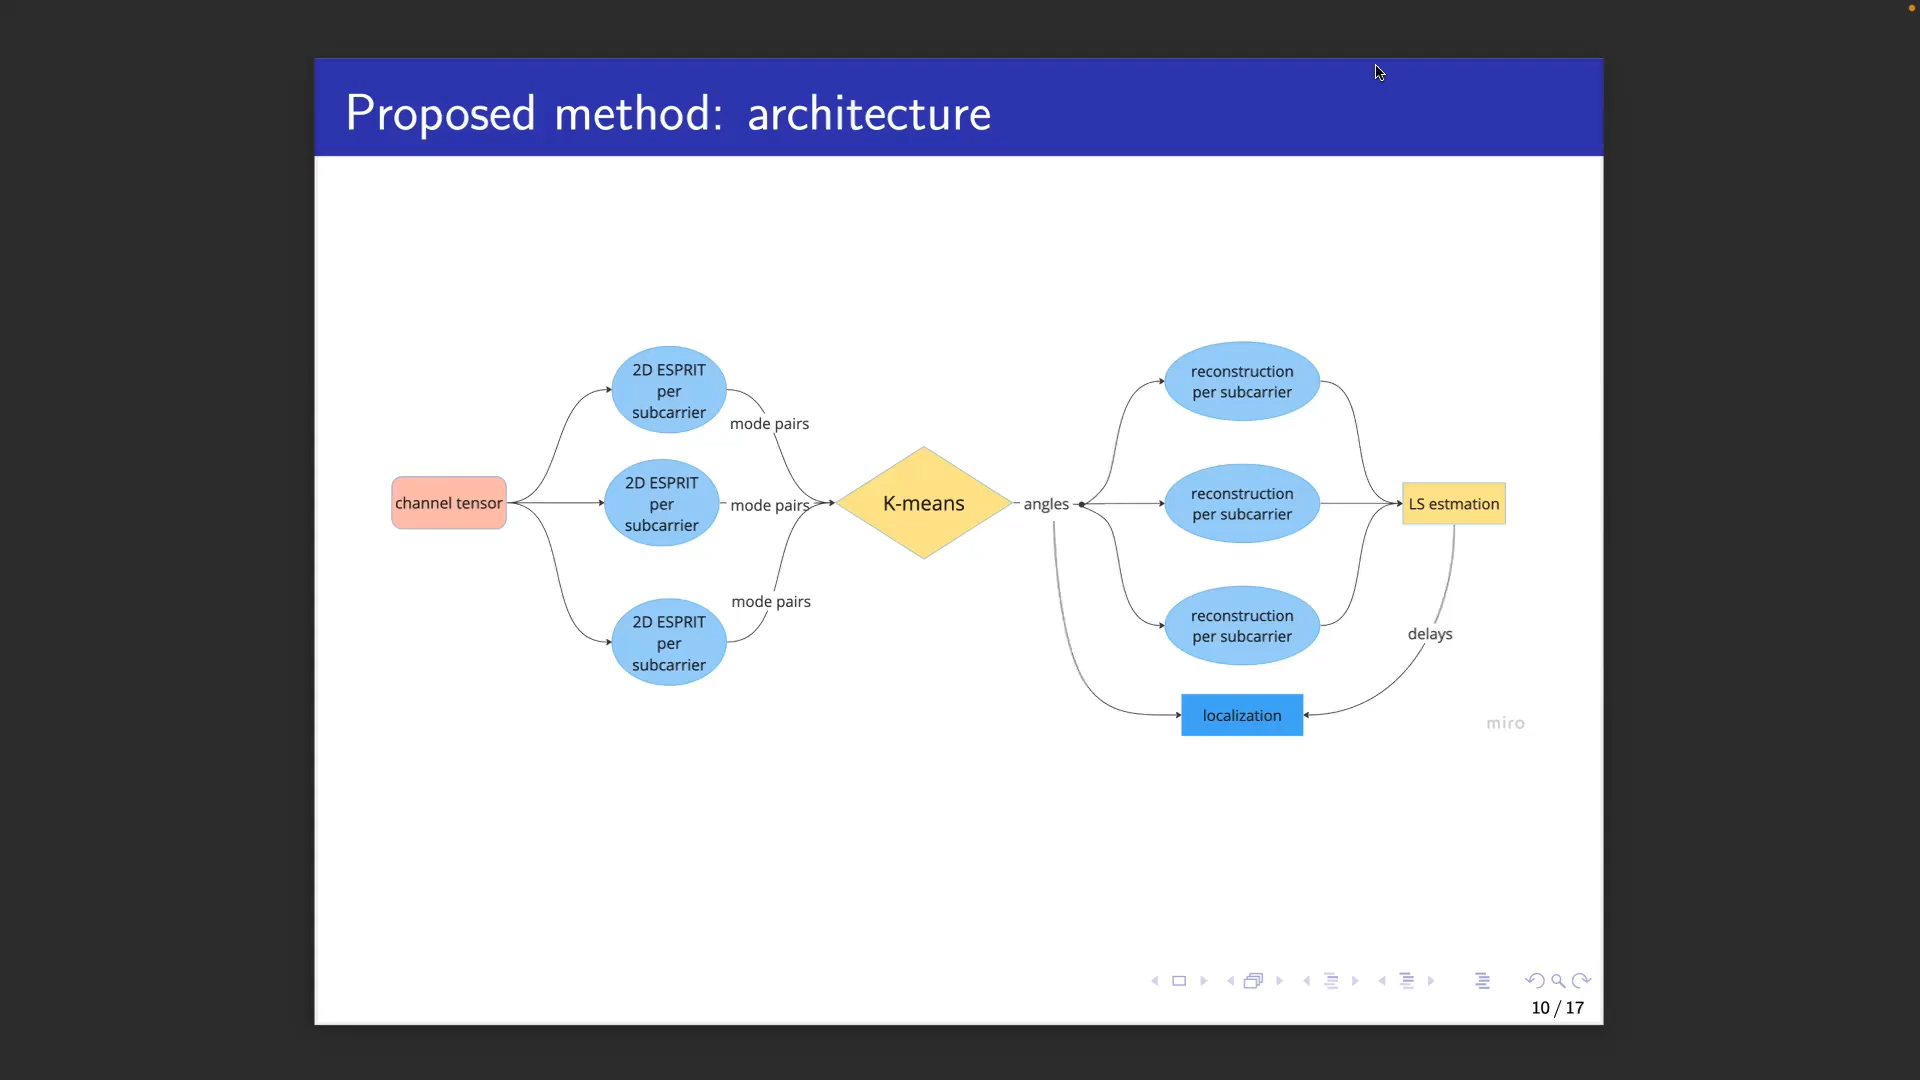 Proposed method: architecture
channel tensor
2D ESPRIT
per
subcarrier
mode pairs
2D ESPRIT
per
subcarrier
mode pairs
2D ESPRIT
per
subcarrier
mode pairs
K-means
angles
reconstruction
per subcarrier
reconstruction
per subcarrier
reconstruction
per subcarrier
LS estmation
delays
localization
miro
10 / 17